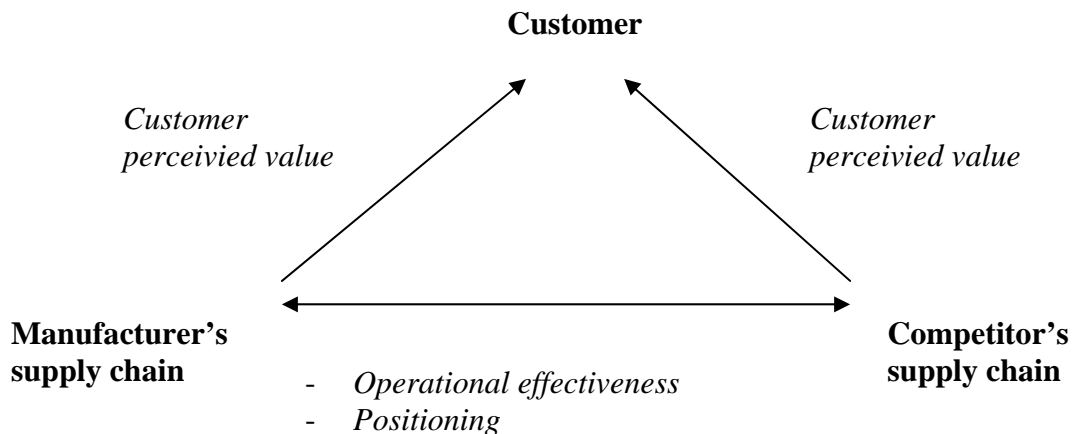 Customer
Customer
perceivied value
Customer
perceivied value
Manufacturer’s
supply chain
Competitor’s
supply chain
- Operational effectiveness
- Positioning